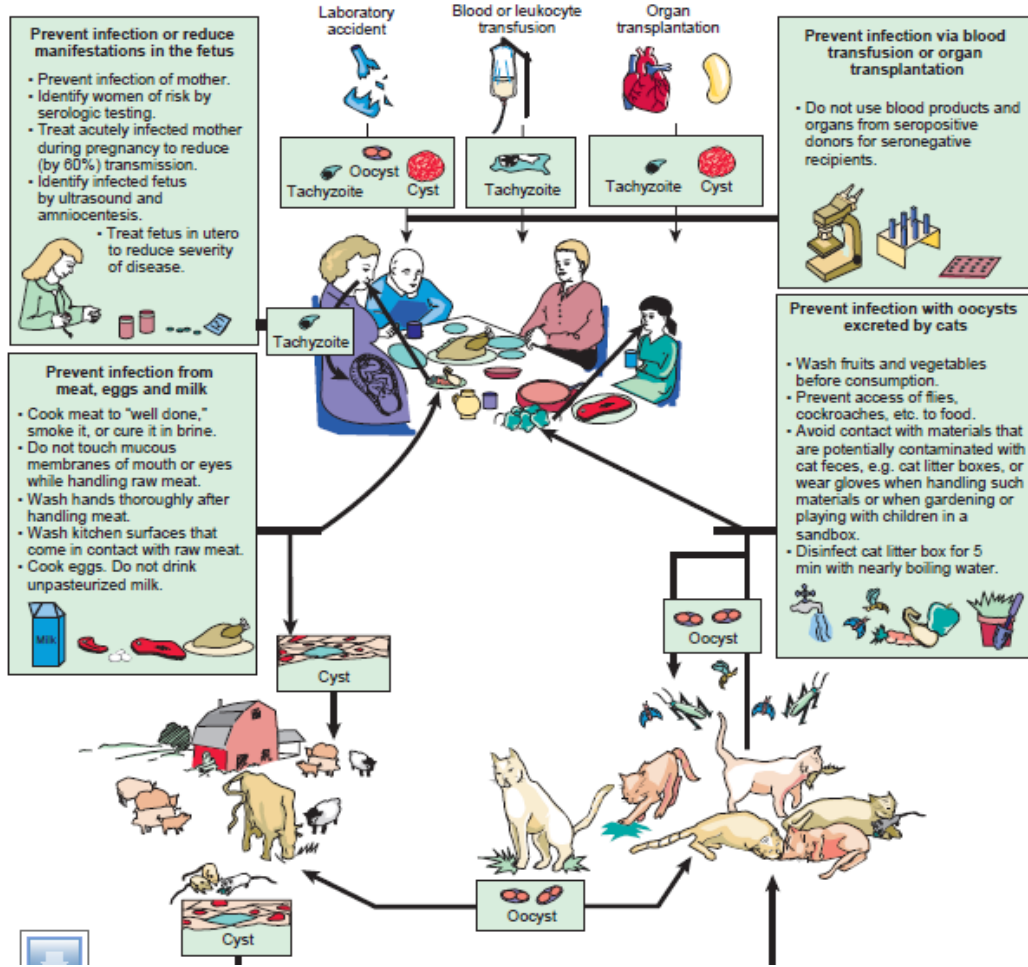 Laboratory
accident
Blood or leukocyte
transfusion
Organ
transplantation
Prevent infection or reduce
manifestations in the fetus
- Prevent infection of mother.
- Identify women of risk by
serologic testing.
- Treat acutely infected mother
during pregnancy to reduce
(by 60%) transmission.
- Identify infected fetus
by ultrasound and
amniocentesis.
- Treat fetus in utero
to reduce severity
of disease.
Oocyst
Tachyzoite
Cyst
Tachyzoite
Tachyzoite
Cyst
Prevent infection via blood
transfusion or organ
transplantation
- Do not use blood products and
organs from seropositive
donors for seronegative
recipients.
Tachyzoite
Prevent infection from
meat, eggs and milk
- Cook meat to "well done,"
smoke it, or cure it in brine.
- Do not touch mucous
membranes of mouth or eyes
while handling raw meat.
- Wash hands thoroughly after
handling meat.
- Wash kitchen surfaces that
come in contact with raw meat.
- Cook eggs. Do not drink
unpasteurized milk.
Milk
Prevent infection with oocysts
excreted by cats
- Wash fruits and vegetables
before consumption.
- Prevent access of flies,
cockroaches, etc. to food.
- Avoid contact with materials that
are potentially contaminated with
cat feces, e.g. cat litter boxes, or
wear gloves when handling such
materials or when gardening or
playing with children in a
sandbox.
- Disinfect cat litter box for 5
min with nearly boiling water.
Cyst
Oocyst
Cyst
Oocyst